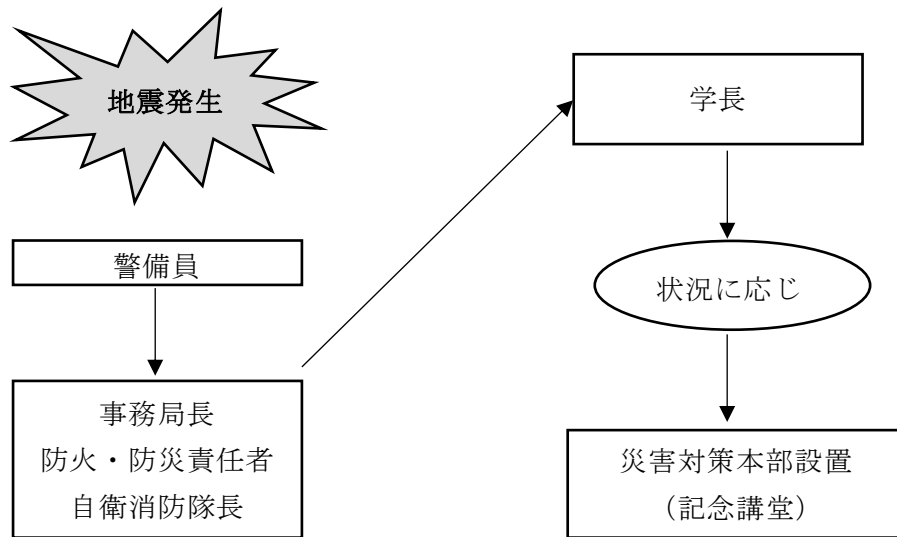 地震発生
警備員
事務局長
防火・防災責任者
自衛消防隊長
学長
状況に応じ
災害対策本部設置
（記念講堂）